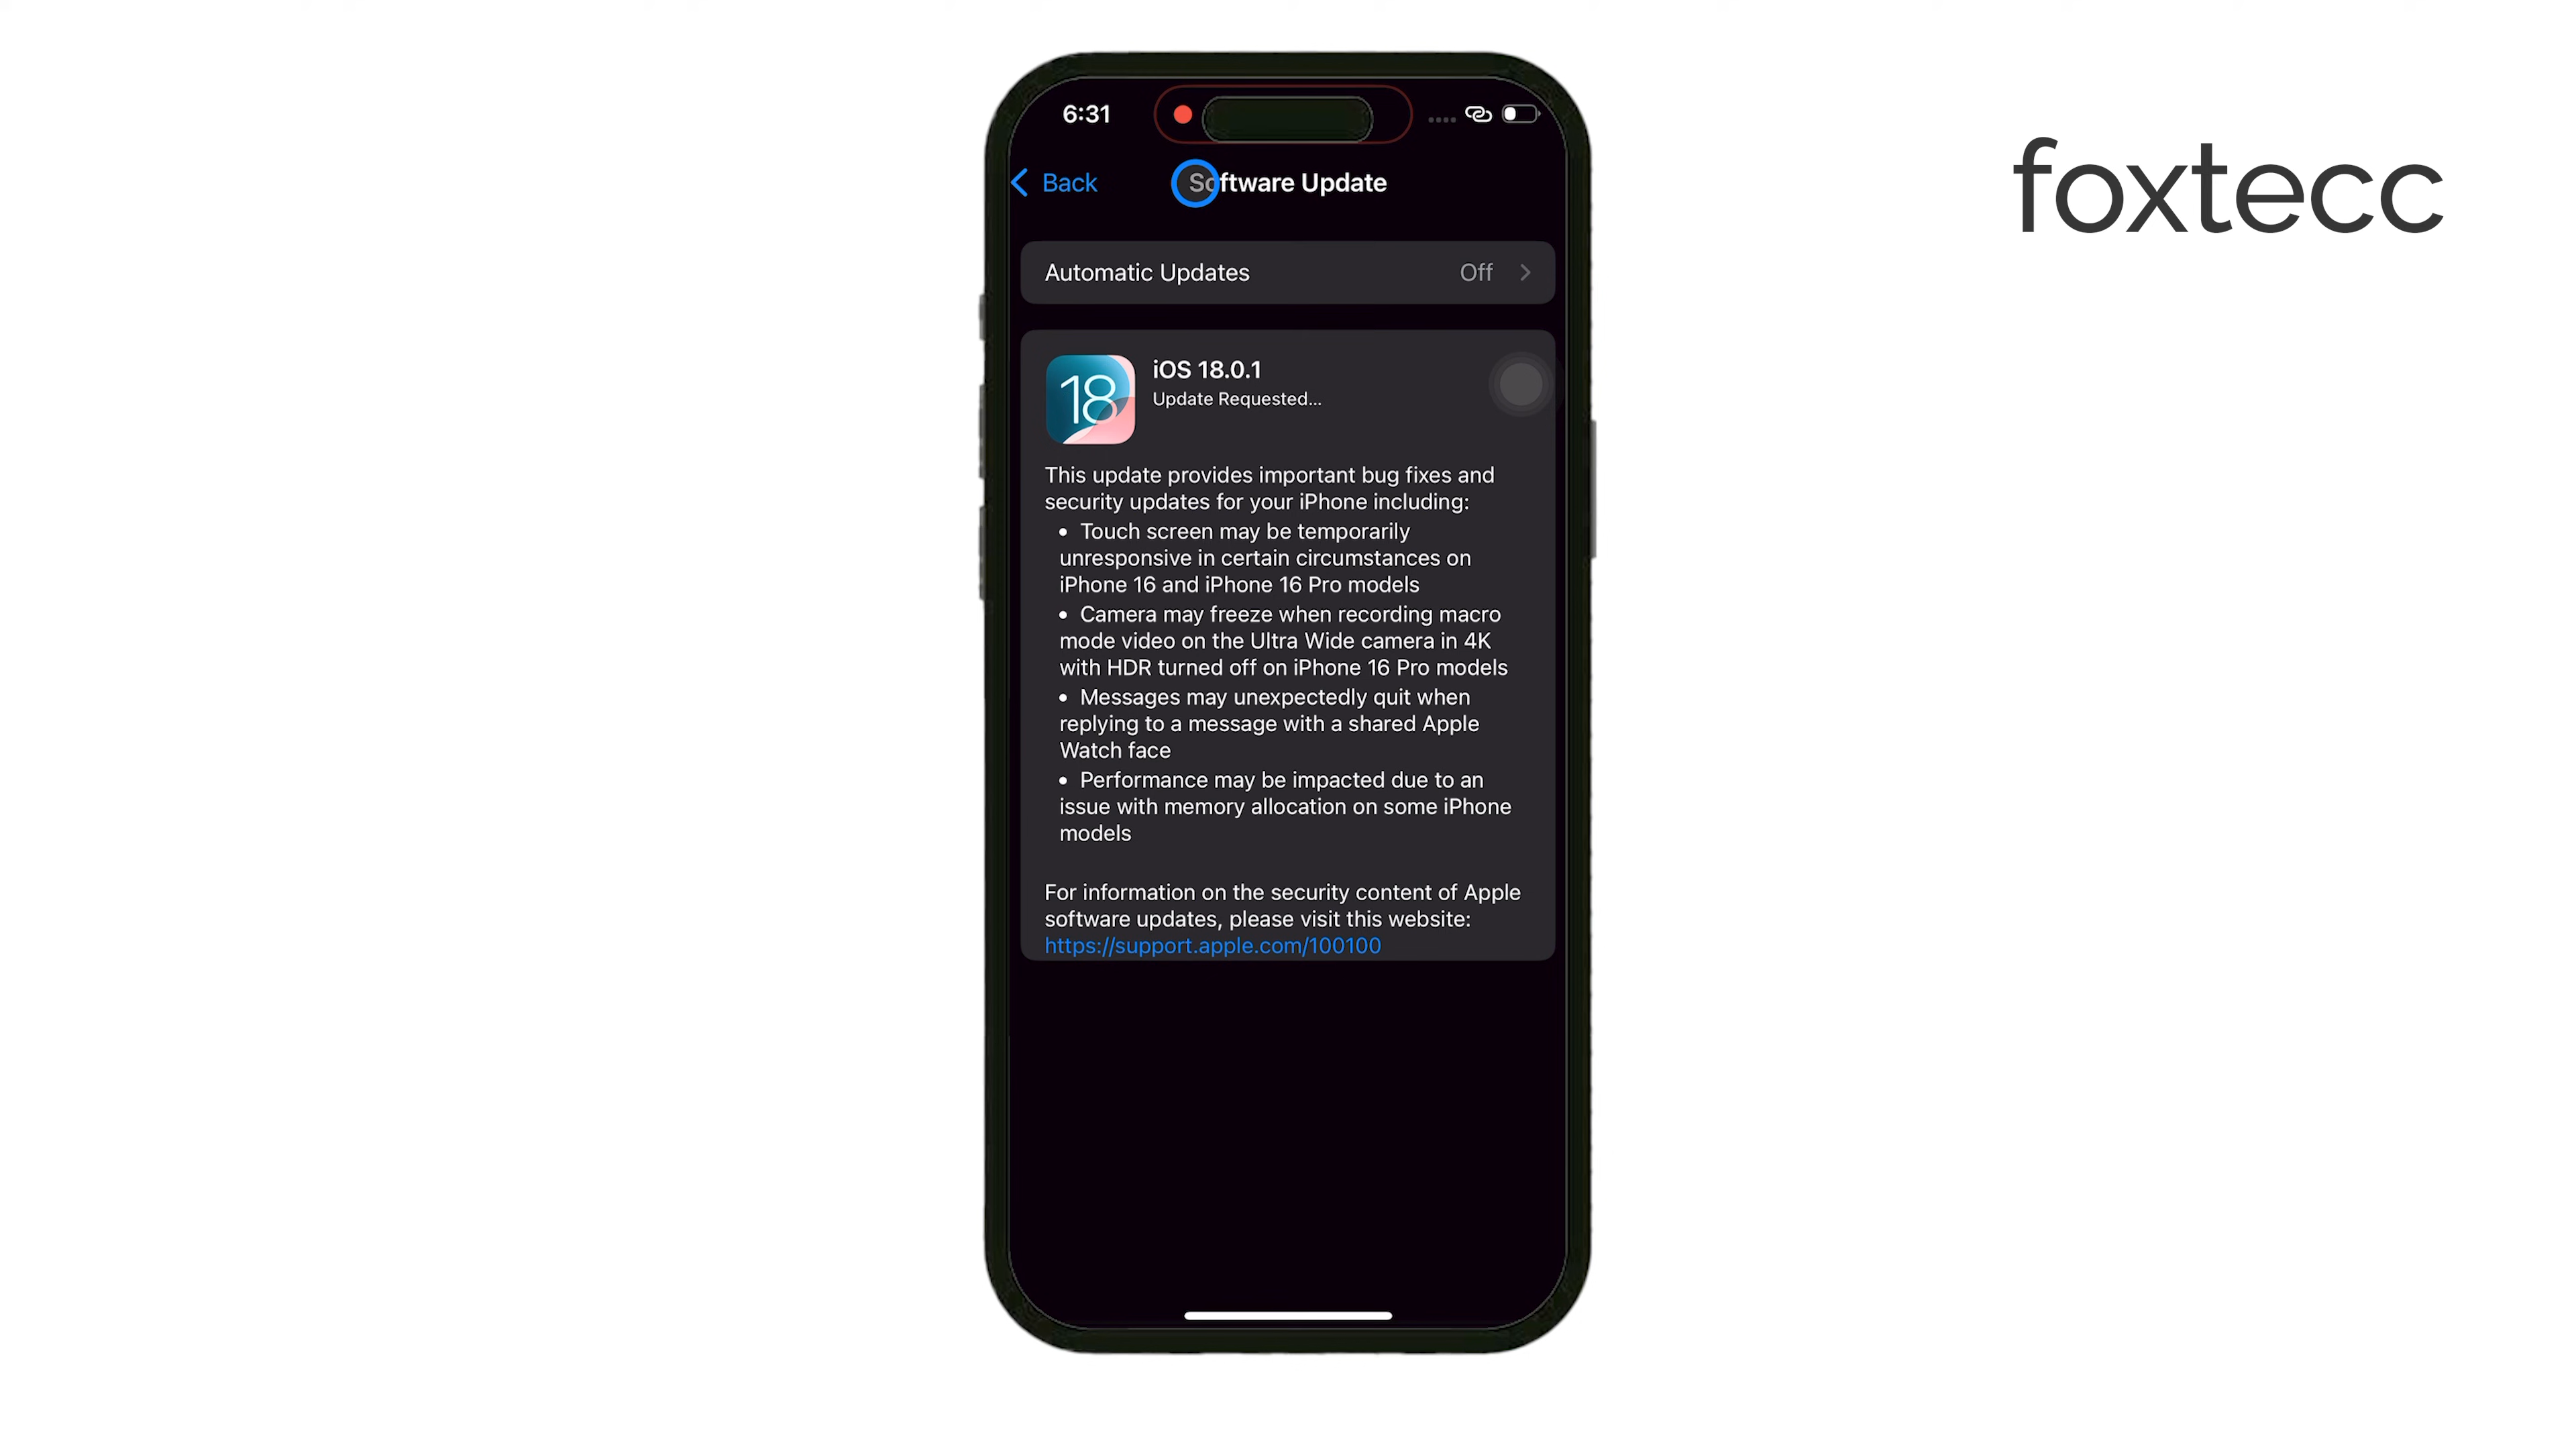 foxtecc
6:31
Back
Software Update
Automatic Updates Off
18
iOS 18.0.1
Update Requested...
This update provides important bug fixes and
security updates for your iPhone including:
• Touch screen may be temporarily
unresponsive in certain circumstances on
iPhone 16 and iPhone 16 Pro models
• Camera may freeze when recording macro
mode video on the Ultra Wide camera in 4K
with HDR turned off on iPhone 16 Pro models
• Messages may unexpectedly quit when
replying to a message with a shared Apple
Watch face
• Performance may be impacted due to an
issue with memory allocation on some iPhone
models
For information on the security content of Apple
software updates, please visit this website:
https://support.apple.com/100100